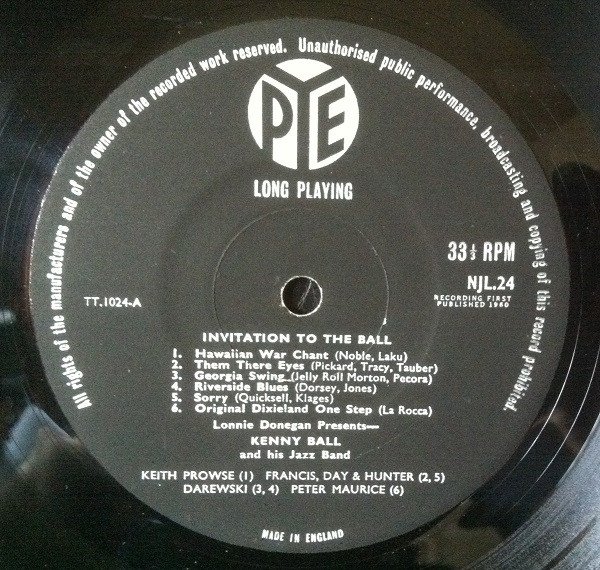 All rights of the manufacturers and of the owner of the recorded work reserved. Unauthorised public performance, broadcasting and copying of this record prohibited.
PYE
LONG PLAYING
33⅓ RPM
NJL.24
TT.1024-A
RECORDING FIRST
PUBLISHED 1960
INVITATION TO THE BALL
1. Hawaiian War Chant (Noble, Laku)
2. Them There Eyes (Pickard, Tracy, Tauber)
3. Georgia Swing (Jelly Roll Morton, Pecora)
4. Riverside Blues (Dorsey, Jones)
5. Sorry (Quicksell, Klages)
6. Original Dixieland One Step (La Rocca)
Lonnie Donegan Presents—
KENNY BALL
and his Jazz Band
KEITH PROWSE (1) FRANCIS, DAY & HUNTER (2, 5)
DAREWSKI (3, 4) PETER MAURICE (6)
MADE IN ENGLAND